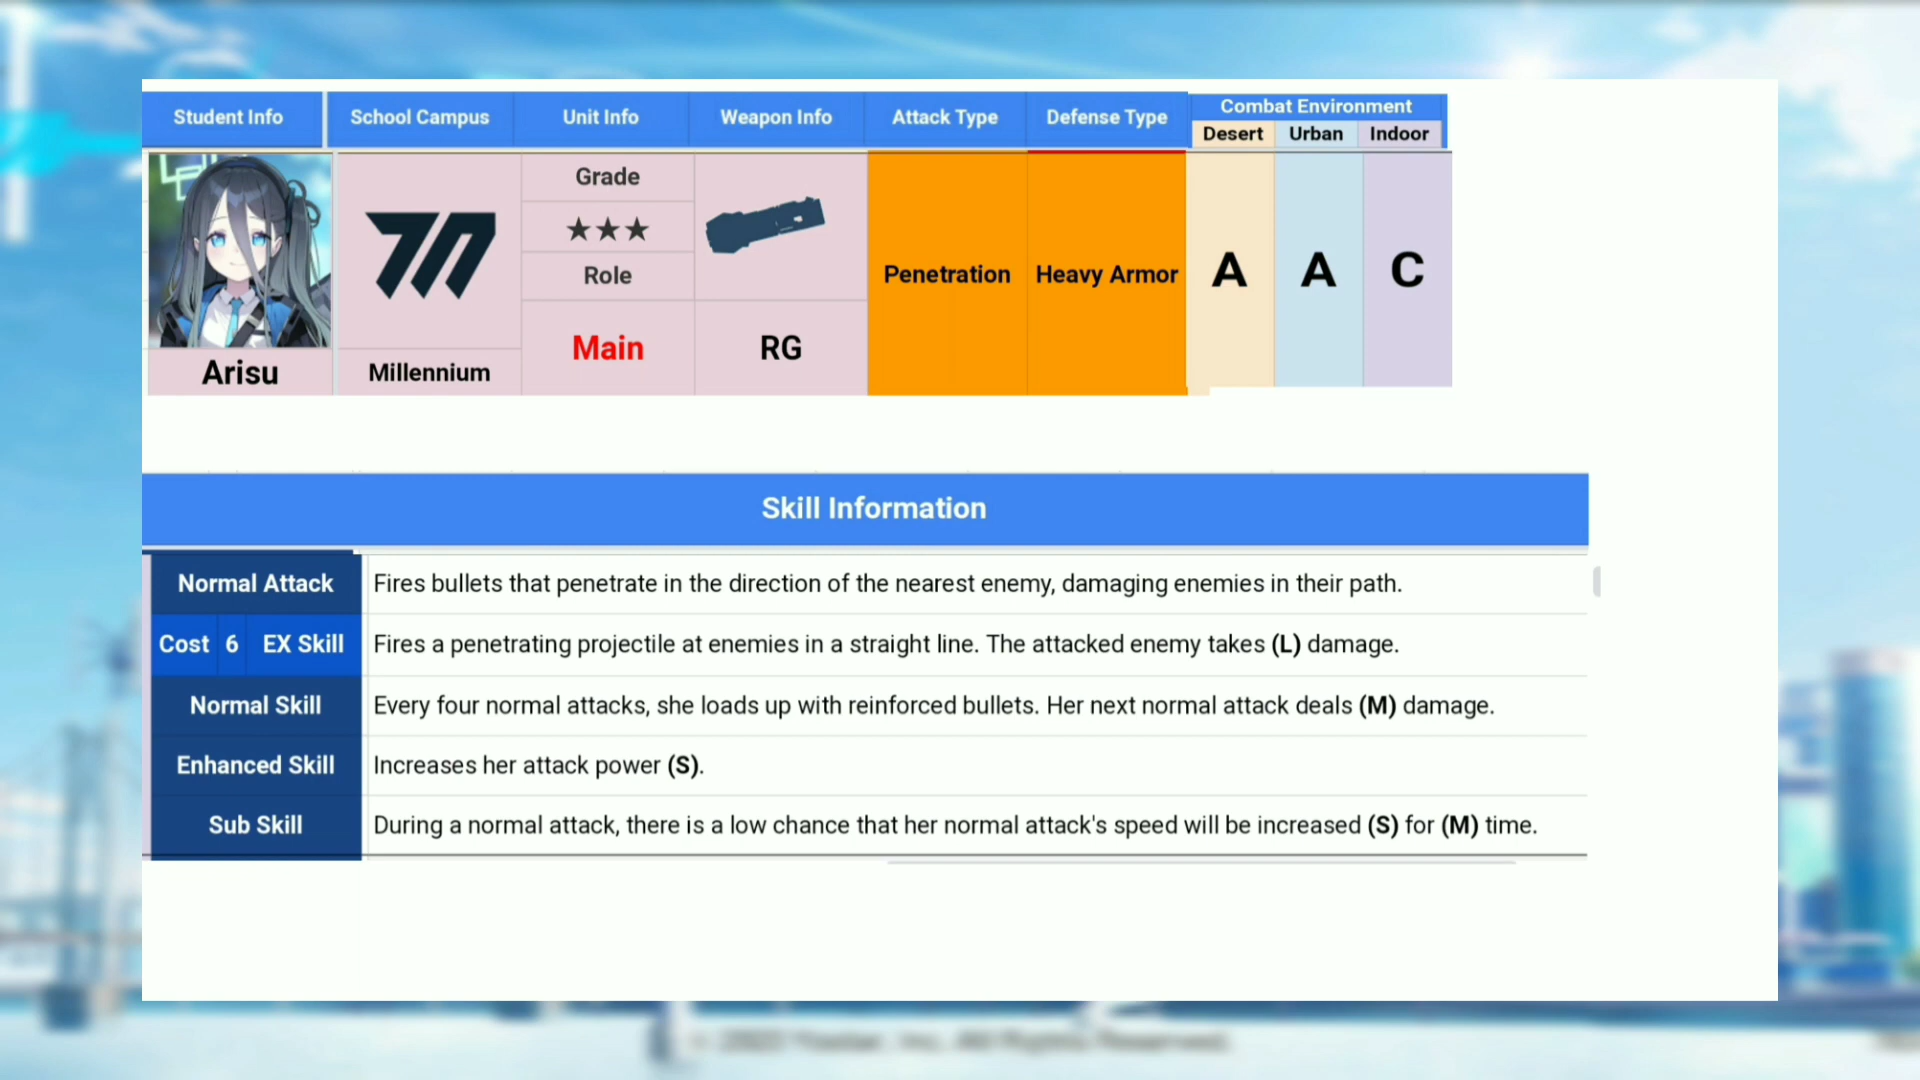 Student Info School Campus Unit Info Weapon Info Attack Type Defense Type Combat Environment
Desert Urban Indoor
Grade
★★★
Role
Penetration Heavy Armor A A C
Main RG
Arisu Millennium
Skill Information
Normal Attack Fires bullets that penetrate in the direction of the nearest enemy, damaging enemies in their path.
Cost 6 EX Skill Fires a penetrating projectile at enemies in a straight line. The attacked enemy takes (L) damage.
Normal Skill Every four normal attacks, she loads up with reinforced bullets. Her next normal attack deals (M) damage.
Enhanced Skill Increases her attack power (S).
Sub Skill During a normal attack, there is a low chance that her normal attack's speed will be increased (S) for (M) time.
All Rights Reserved.